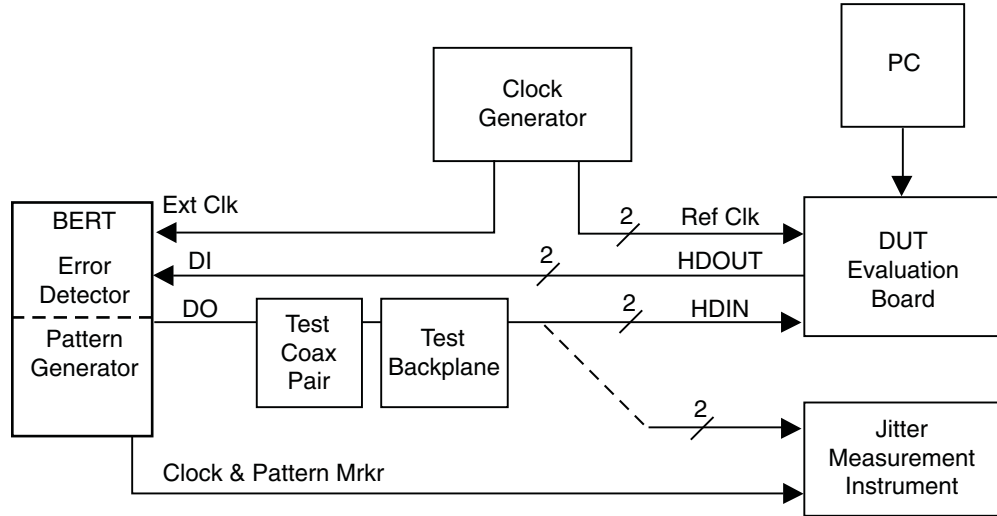 PC
Clock
Generator
Ext Clk
2
Ref Clk
BERT
Error
Detector
Pattern
Generator
DI
2
HDOUT
DUT
Evaluation
Board
DO
Test
Coax
Pair
Test
Backplane
2
HDIN
2
Jitter
Measurement
Instrument
Clock & Pattern Mrkr